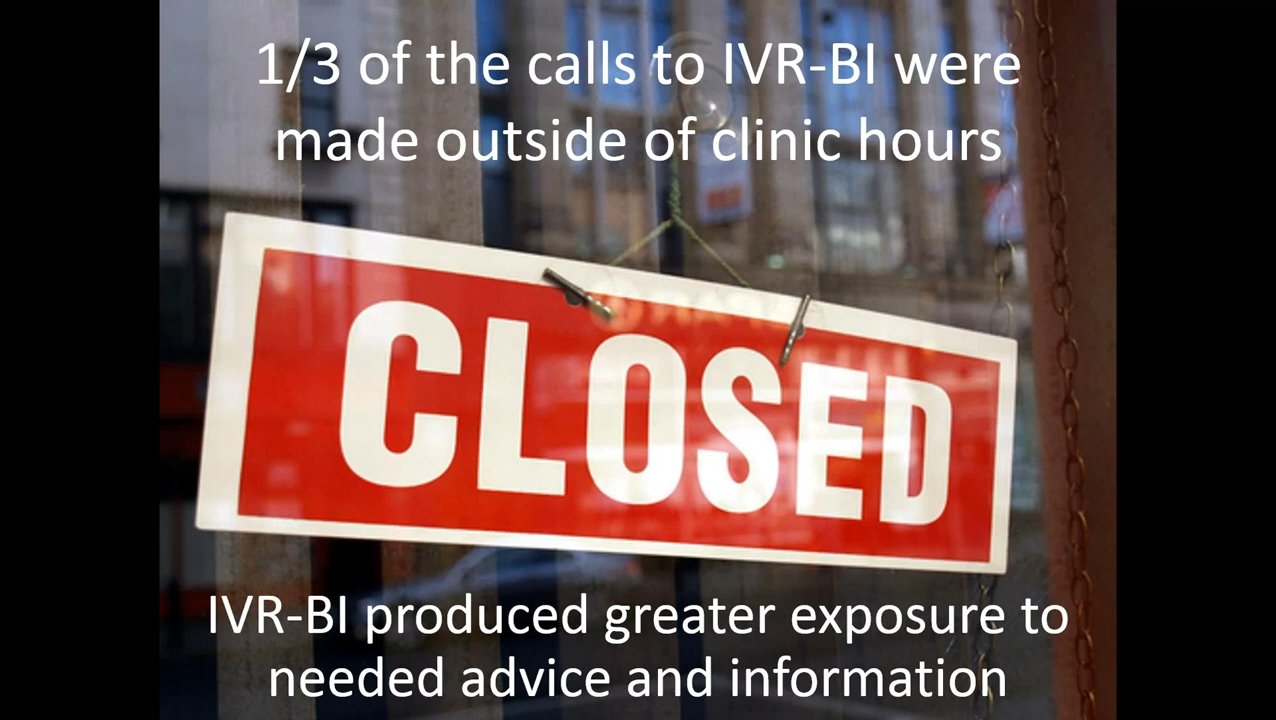 1/3 of the calls to IVR-BI were
made outside of clinic hours
CLOSED
IVR-BI produced greater exposure to
needed advice and information